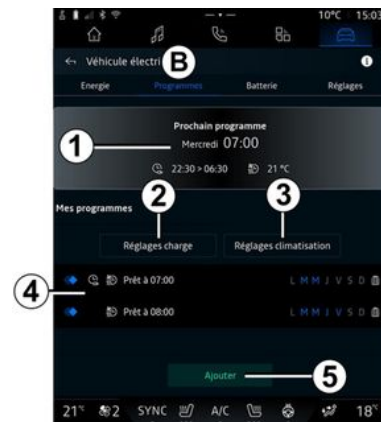 10°C 15:03
← Véhicule électri B
Energie Programmes Batterie Réglages
Prochain programme
1
Mercredi 07:00
22:30 > 06:30 21 °C
2 3
Mes programmes
Réglages charge Réglages climatisation
4
Prêt à 07:00 L M M J V S D
Prêt à 08:00 L M M J V S D
Ajouter 5
21° 2 SYNC A/C 18°